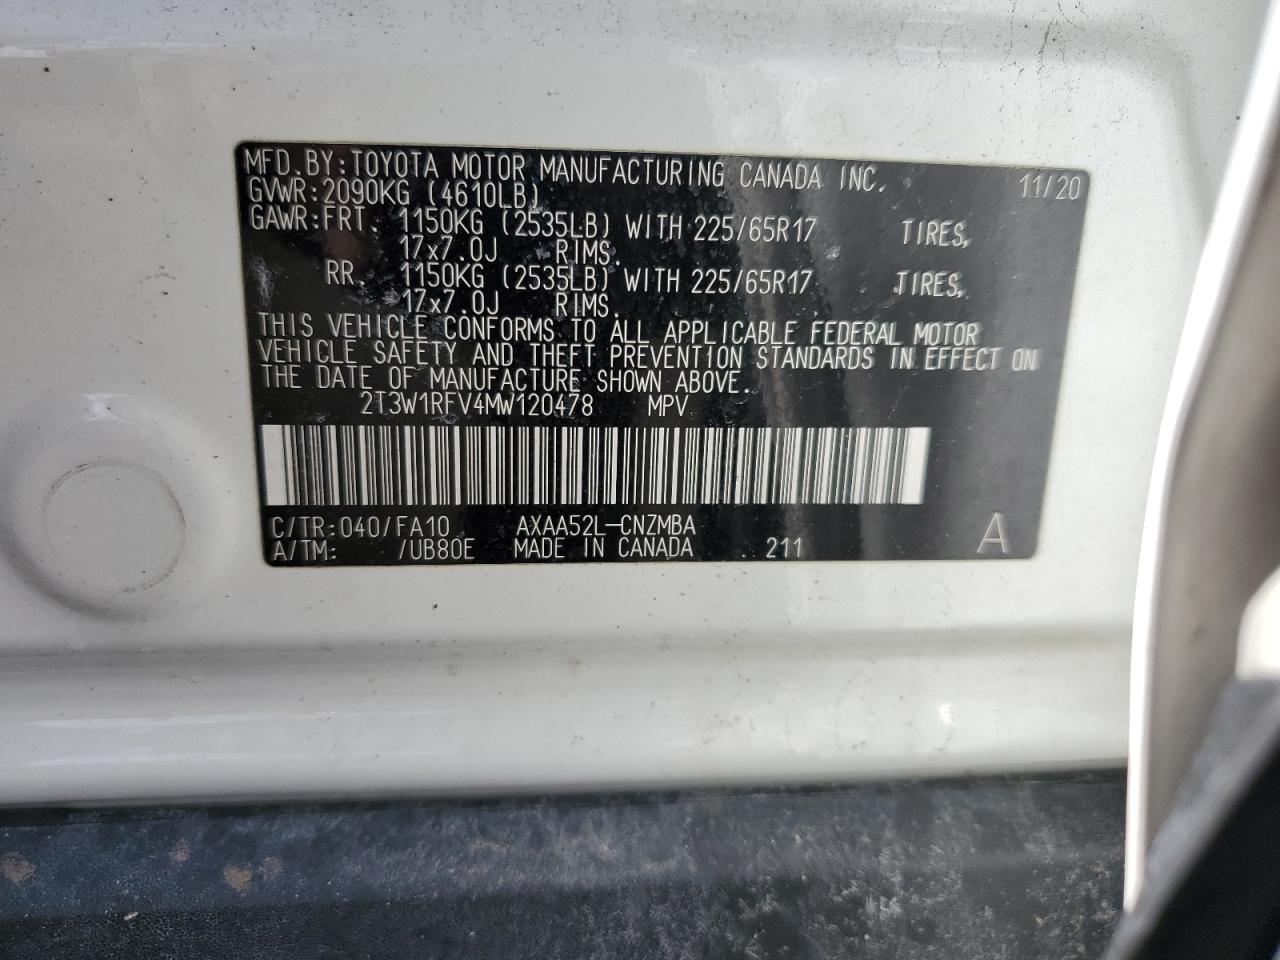 MFD.BY:TOYOTA MOTOR MANUFACTURING CANADA INC. 11/20
GVWR:2090KG (4610LB)
GAWR:FRT. 1150KG (2535LB) WITH 225/65R17 TIRES,
17x7.0J RIMS.
RR. 1150KG (2535LB) WITH 225/65R17 TIRES,
17x7.0J RIMS.
THIS VEHICLE CONFORMS TO ALL APPLICABLE FEDERAL MOTOR
VEHICLE SAFETY AND THEFT PREVENTION STANDARDS IN EFFECT ON
THE DATE OF MANUFACTURE SHOWN ABOVE.
2T3W1RFV4MW120478 MPV
C/TR:040/FA10 AXAA52L-CNZMBA
A/TM: /UB80E MADE IN CANADA 211 A